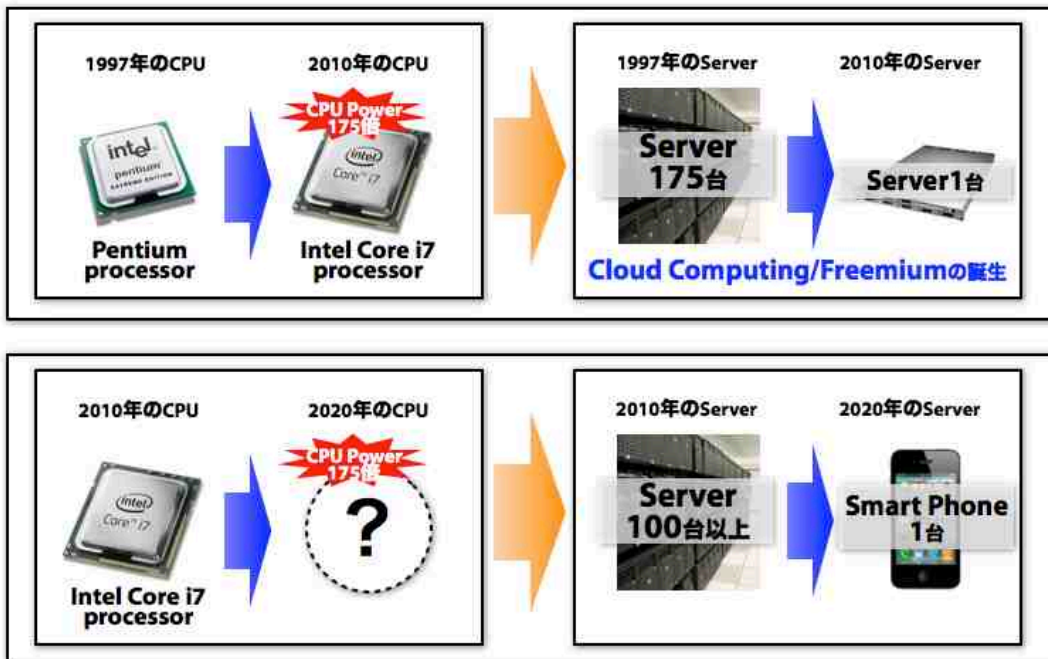 1997年のCPU
2010年のCPU
1997年のServer
2010年のServer
CPU Power
175倍
intel
pentium
EXTREME EDITION
intel
Core™ i7
Server
175台
Server1台
Pentium
processor
Intel Core i7
processor
Cloud Computing/Freemiumの誕生
2010年のCPU
2020年のCPU
2010年のServer
2020年のServer
CPU Power
175倍
intel
Core™ i7
?
Server
100台以上
Smart Phone
1台
Intel Core i7
processor